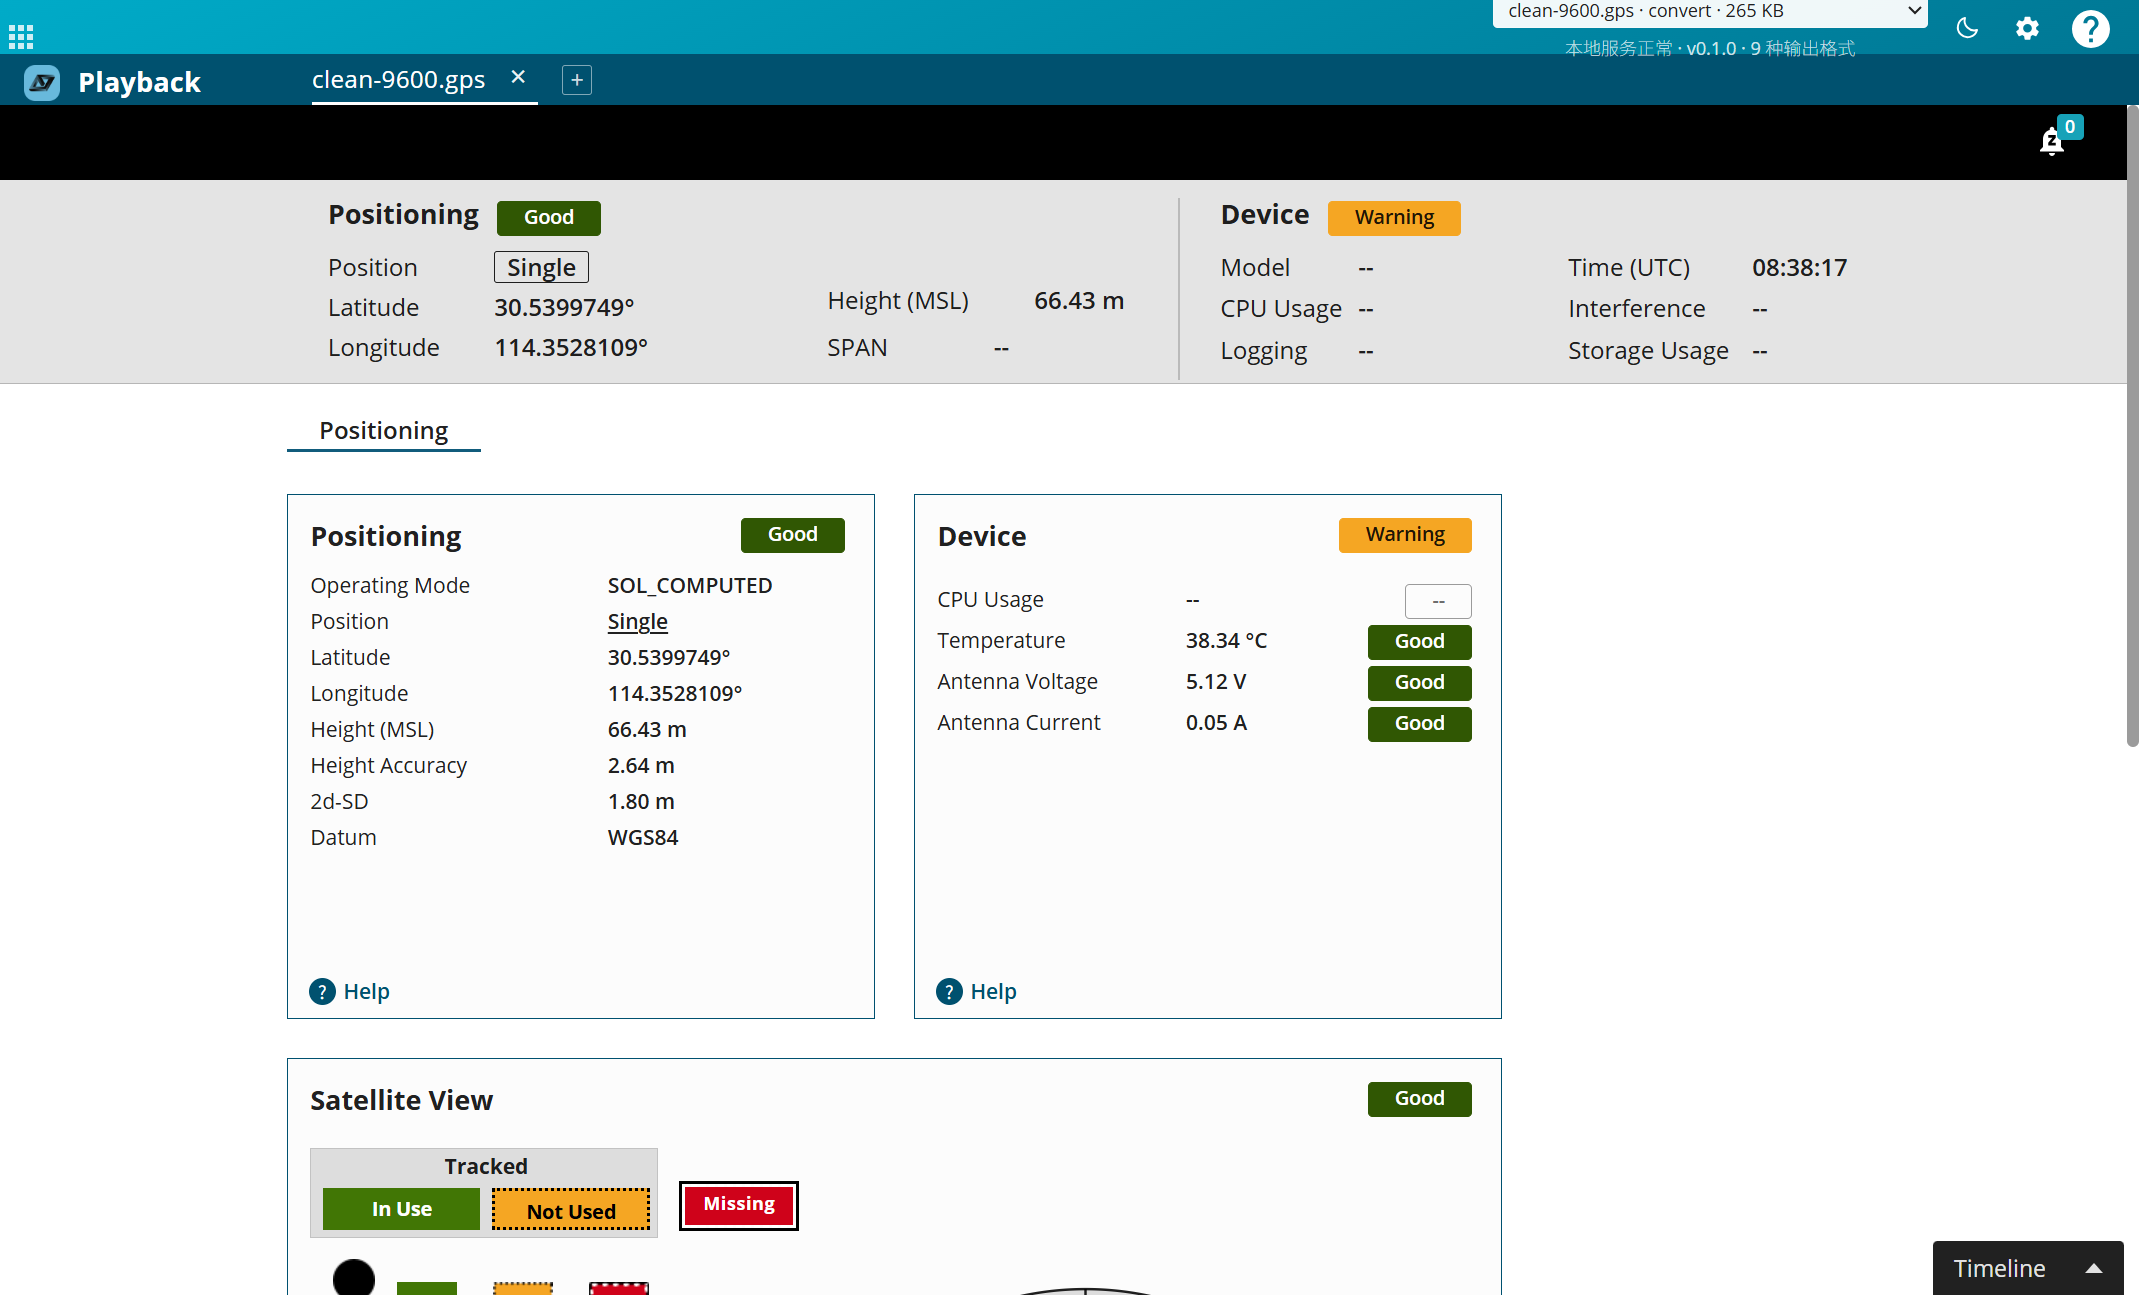 clean-9600.gps · convert · 265 KB
本地服务正常 · v0.1.0 · 9 种输出格式
Playback
clean-9600.gps
0
Positioning Good
Position Single
Latitude 30.5399749°
Longitude 114.3528109°
Height (MSL) 66.43 m
SPAN --
Device Warning
Model --
CPU Usage --
Logging --
Time (UTC) 08:38:17
Interference --
Storage Usage --
Positioning
Positioning Good
Operating Mode SOL_COMPUTED
Position Single
Latitude 30.5399749°
Longitude 114.3528109°
Height (MSL) 66.43 m
Height Accuracy 2.64 m
2d-SD 1.80 m
Datum WGS84
? Help
Device Warning
CPU Usage -- --
Temperature 38.34 °C Good
Antenna Voltage 5.12 V Good
Antenna Current 0.05 A Good
? Help
Satellite View Good
Tracked
In Use Not Used Missing
Timeline